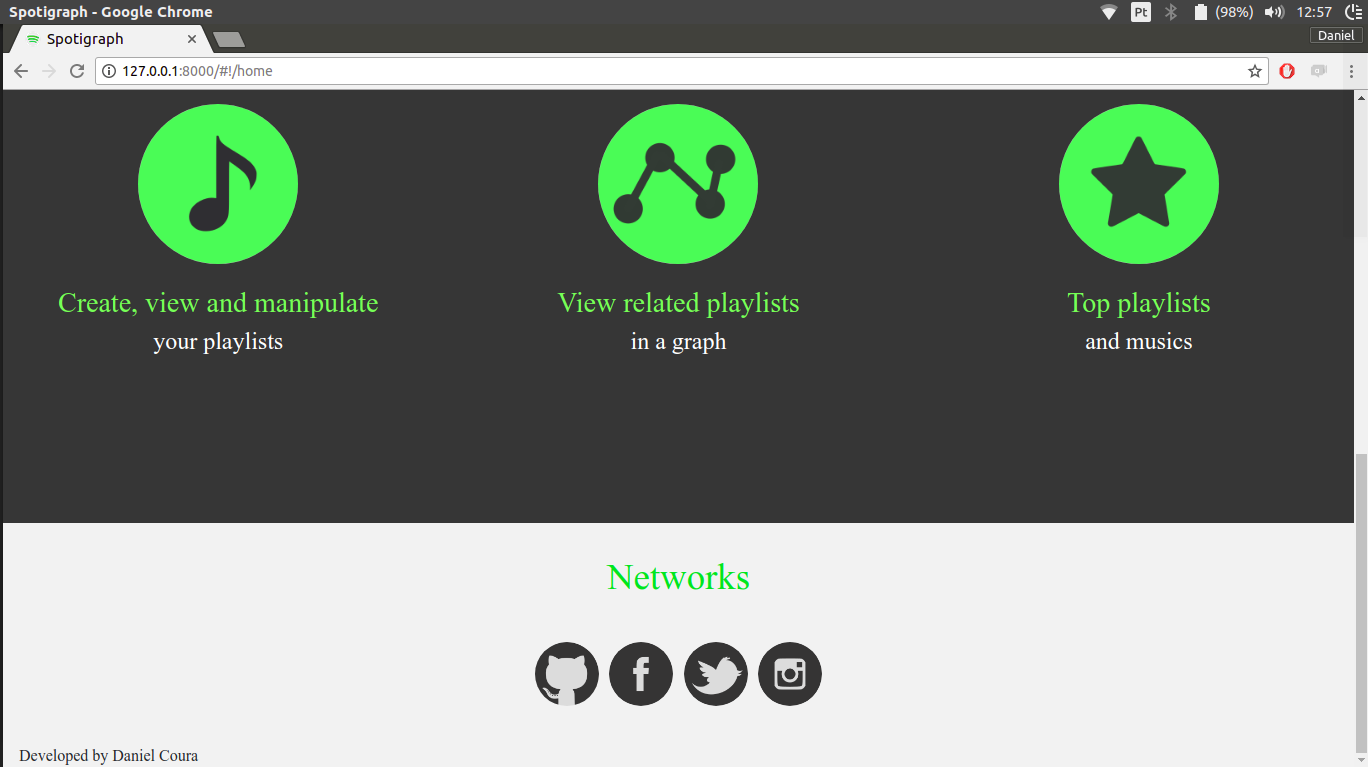 Spotigraph - Google Chrome
Pt
(98%)
12:57
Spotigraph
Daniel
127.0.0.1:8000/#!/home
Create, view and manipulate
your playlists
View related playlists
in a graph
Top playlists
and musics
Networks
Developed by Daniel Coura